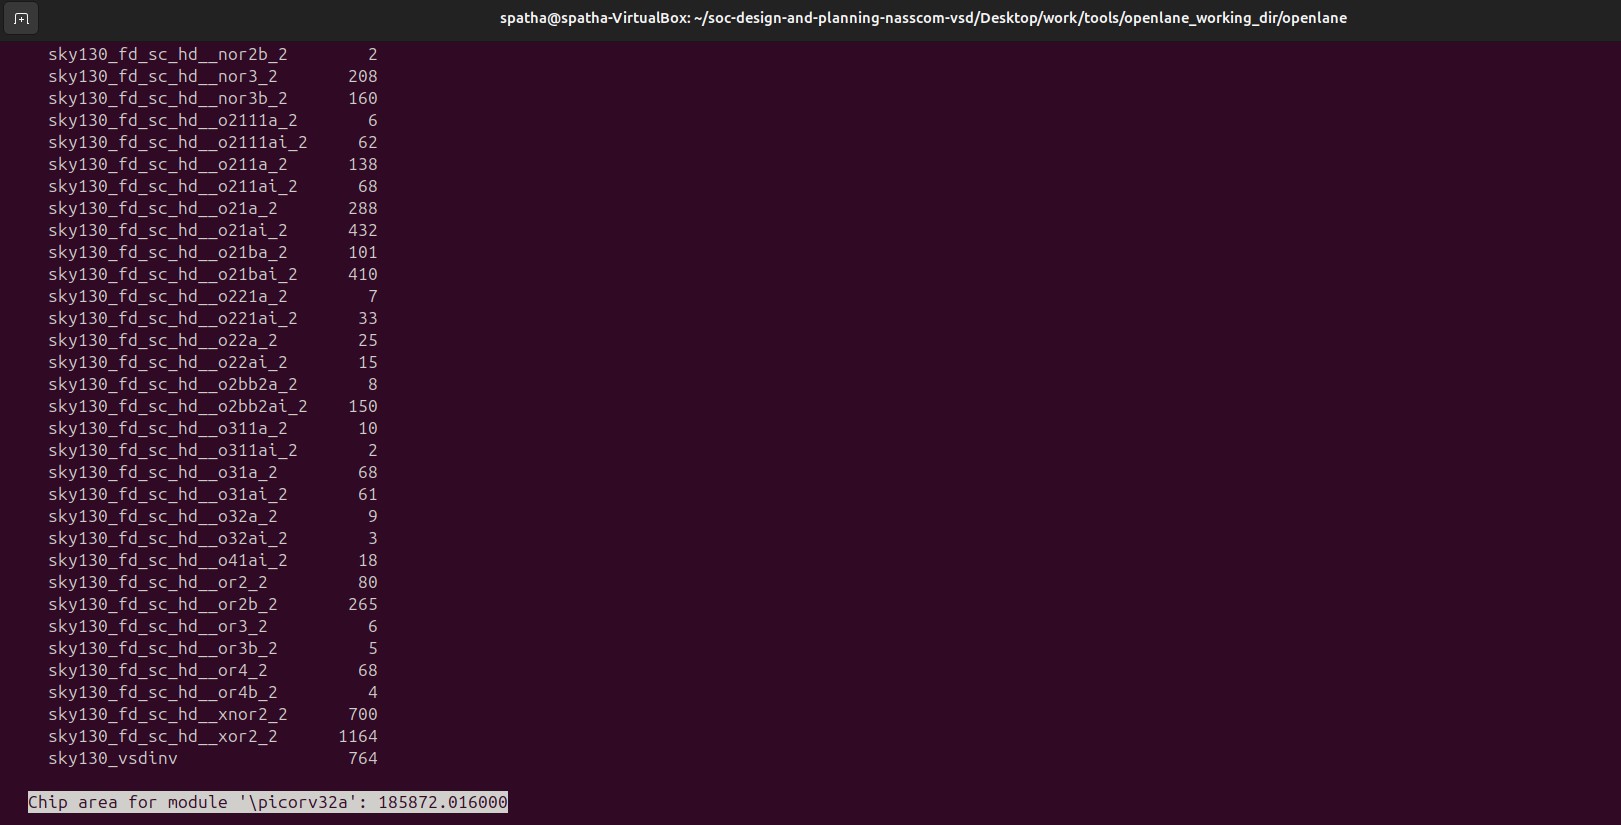 spatha@spatha-VirtualBox: ~/soc-design-and-planning-nasscom-vsd/Desktop/work/tools/openlane_working_dir/openlane
sky130_fd_sc_hd__nor2b_2 2
sky130_fd_sc_hd__nor3_2 208
sky130_fd_sc_hd__nor3b_2 160
sky130_fd_sc_hd__o2111a_2 6
sky130_fd_sc_hd__o2111ai_2 62
sky130_fd_sc_hd__o211a_2 138
sky130_fd_sc_hd__o211ai_2 68
sky130_fd_sc_hd__o21a_2 288
sky130_fd_sc_hd__o21ai_2 432
sky130_fd_sc_hd__o21ba_2 101
sky130_fd_sc_hd__o21bai_2 410
sky130_fd_sc_hd__o221a_2 7
sky130_fd_sc_hd__o221ai_2 33
sky130_fd_sc_hd__o22a_2 25
sky130_fd_sc_hd__o22ai_2 15
sky130_fd_sc_hd__o2bb2a_2 8
sky130_fd_sc_hd__o2bb2ai_2 150
sky130_fd_sc_hd__o311a_2 10
sky130_fd_sc_hd__o311ai_2 2
sky130_fd_sc_hd__o31a_2 68
sky130_fd_sc_hd__o31ai_2 61
sky130_fd_sc_hd__o32a_2 9
sky130_fd_sc_hd__o32ai_2 3
sky130_fd_sc_hd__o41ai_2 18
sky130_fd_sc_hd__or2_2 80
sky130_fd_sc_hd__or2b_2 265
sky130_fd_sc_hd__or3_2 6
sky130_fd_sc_hd__or3b_2 5
sky130_fd_sc_hd__or4_2 68
sky130_fd_sc_hd__or4b_2 4
sky130_fd_sc_hd__xnor2_2 700
sky130_fd_sc_hd__xor2_2 1164
sky130_vsdinv 764
Chip area for module '\picorv32a': 185872.016000